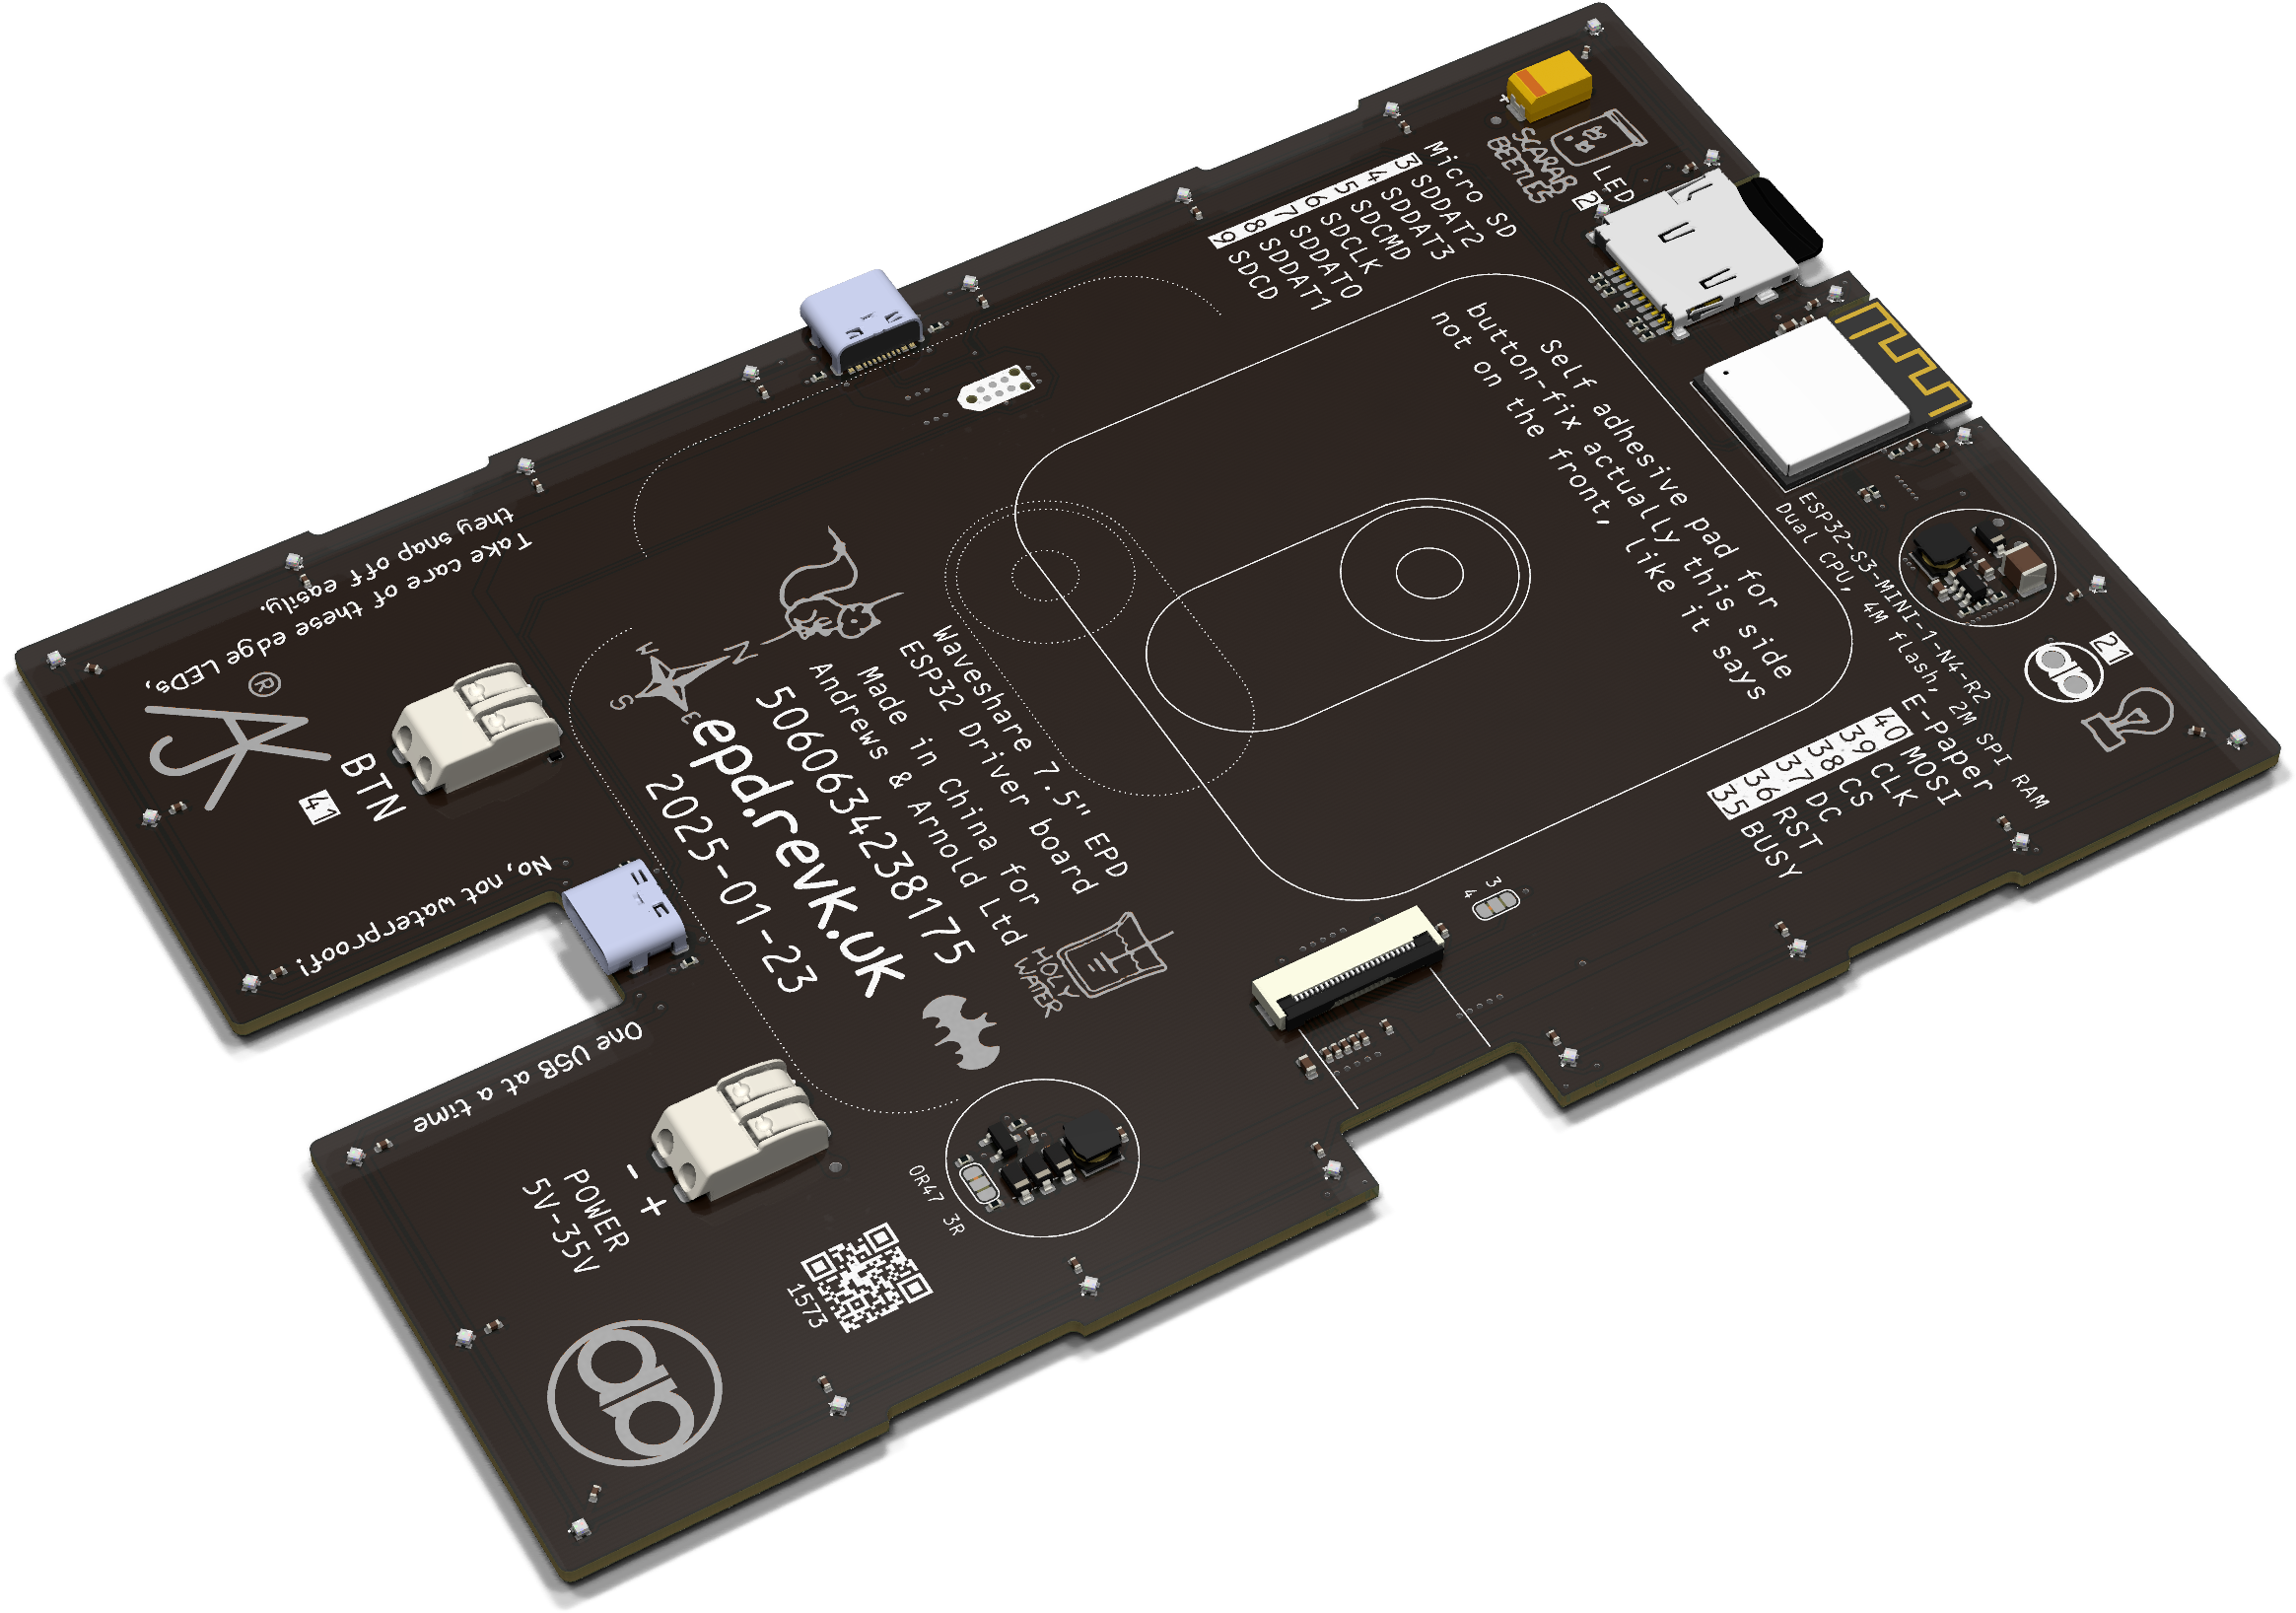 SCARAB
BEETLES
LED
2
Micro SD
3 SDDAT2
4 SDDAT3
5 SDCMD
6 SDCLK
7 SDDAT0
8 SDDAT1
9 SDCD
Self adhesive pad for
button-fix actually this side
not on the front, like it says
ESP32-S3-MINI-1-N4-R2
Dual CPU, 4M flash, 2M SPI RAM
21
E-Paper
40 MOSI
39 CLK
38 CS
37 DC
36 RST
35 BUSY
3
4
Take care of these edge LEDs,
they snap off easily.
®
AJK
BTN
41
No, not waterproof!
One USB at a time
N
E
S
W
Waveshare 7.5" EPD
ESP32 Driver board
Made in China for
Andrews & Arnold Ltd
5060634238175
epd.revk.uk
2025-01-23
HOLY
WATER
- +
POWER
5V-35V
0R47 3R
1573